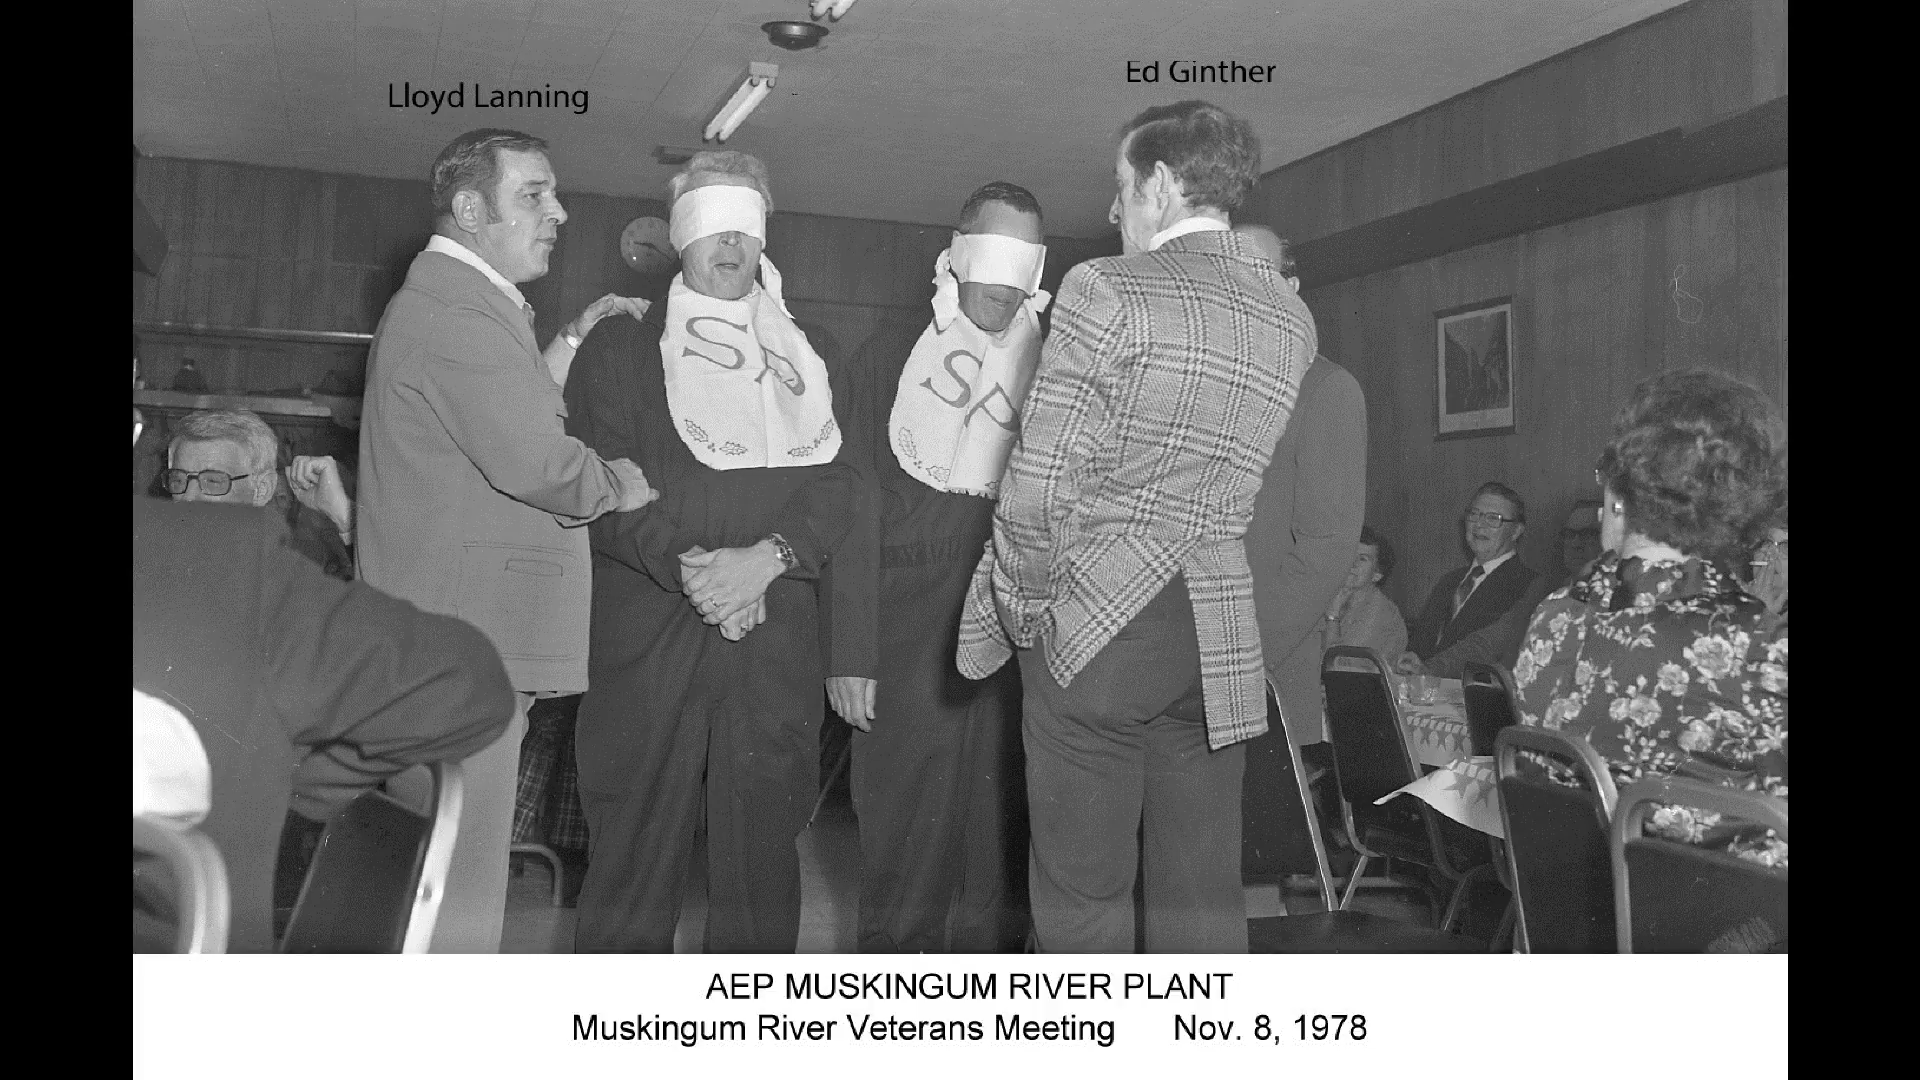 Lloyd Lanning
Ed Ginther
SP
SP
AEP MUSKINGUM RIVER PLANT
Muskingum River Veterans Meeting Nov. 8, 1978